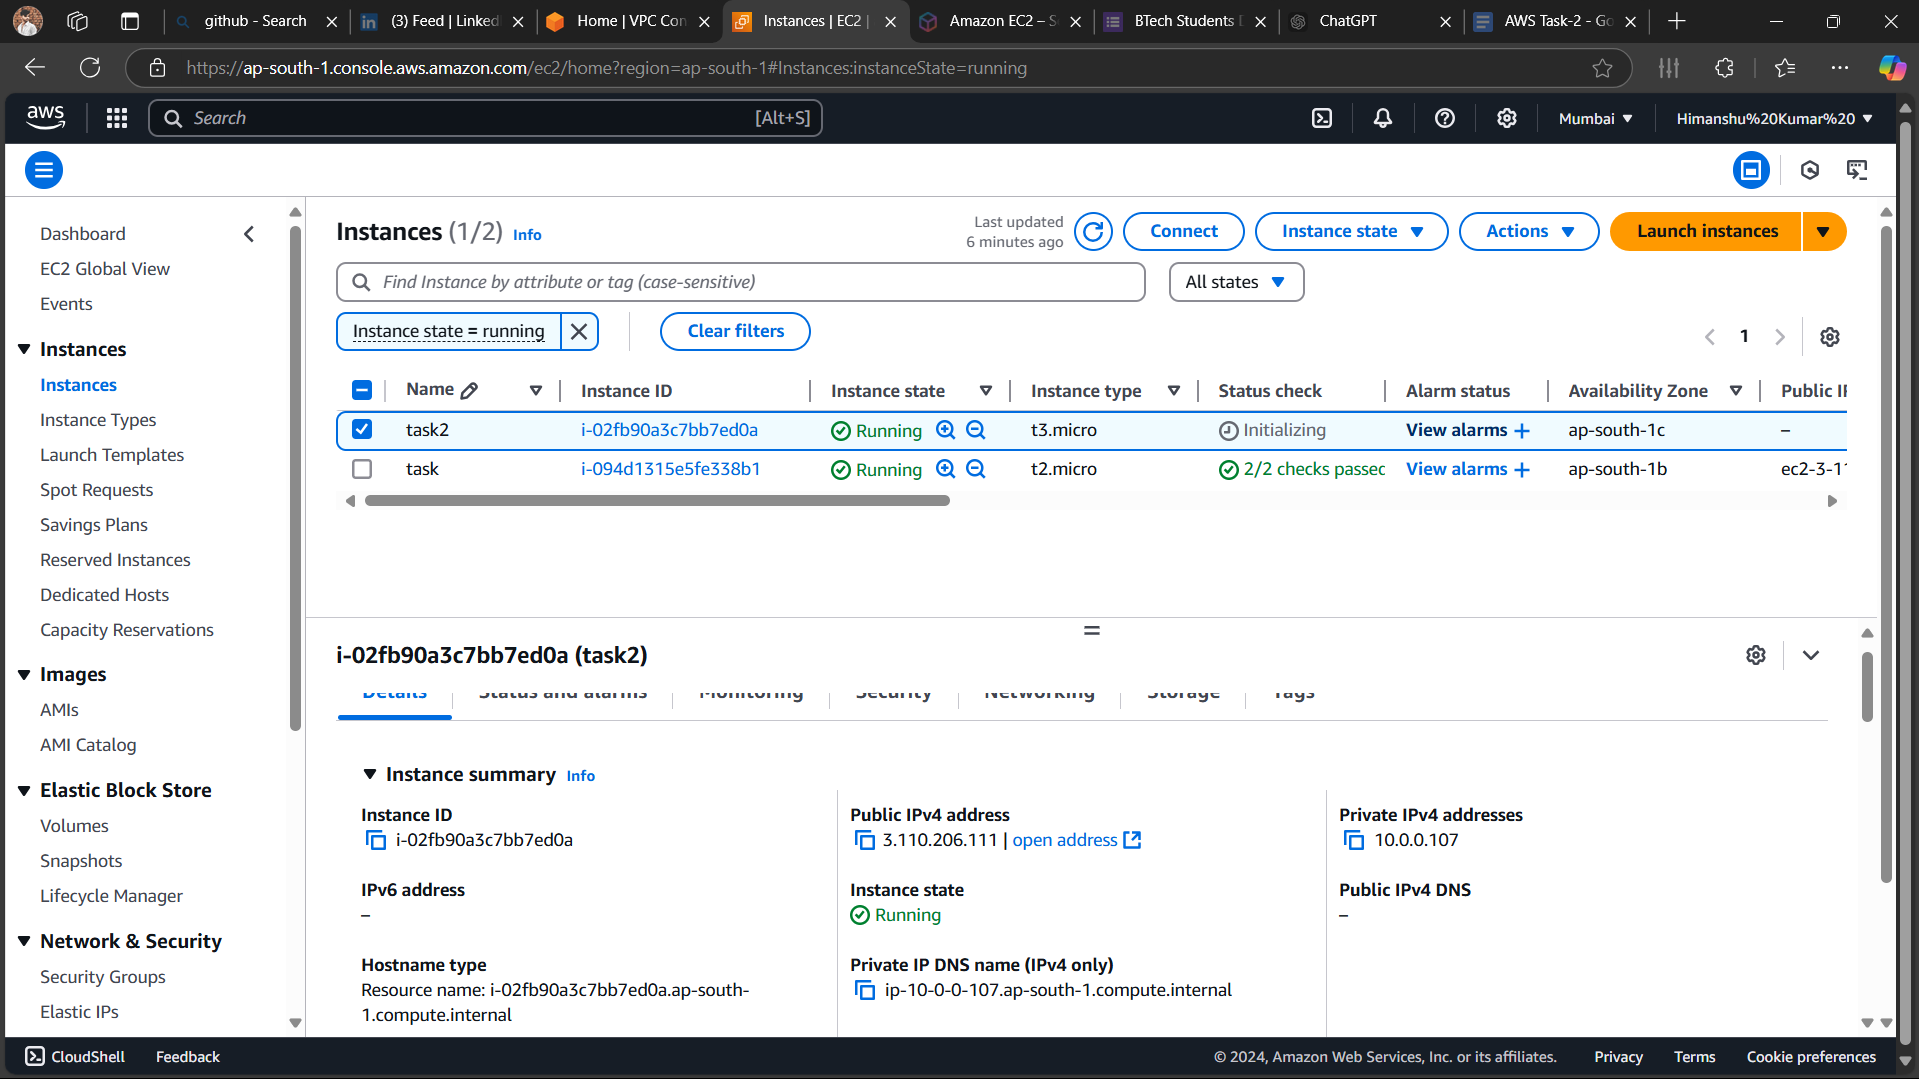 github - Search
(3) Feed | Linked
Home | VPC Con
Instances | EC2 |
Amazon EC2 – S
BTech Students D
ChatGPT
AWS Task-2 - Go
https://ap-south-1.console.aws.amazon.com/ec2/home?region=ap-south-1#Instances:instanceState=running
aws
Search
[Alt+S]
Mumbai
Himanshu%20Kumar%20
Dashboard
EC2 Global View
Events
Instances
Instances
Instance Types
Launch Templates
Spot Requests
Savings Plans
Reserved Instances
Dedicated Hosts
Capacity Reservations
Images
AMIs
AMI Catalog
Elastic Block Store
Volumes
Snapshots
Lifecycle Manager
Network & Security
Security Groups
Elastic IPs
Instances (1/2) Info
Last updated
6 minutes ago
Connect
Instance state
Actions
Launch instances
Find Instance by attribute or tag (case-sensitive)
All states
Instance state = running
Clear filters
1
Name Instance ID Instance state Instance type Status check Alarm status Availability Zone Public IP
task2 i-02fb90a3c7bb7ed0a Running t3.micro Initializing View alarms + ap-south-1c –
task i-094d1315e5fe338b1 Running t2.micro 2/2 checks passec View alarms + ap-south-1b ec2-3-11
i-02fb90a3c7bb7ed0a (task2)
Details Status and alarms Monitoring Security Networking Storage Tags
Instance summary Info
Instance ID
i-02fb90a3c7bb7ed0a
Public IPv4 address
3.110.206.111 | open address
Private IPv4 addresses
10.0.0.107
IPv6 address
–
Instance state
Running
Public IPv4 DNS
–
Hostname type
Resource name: i-02fb90a3c7bb7ed0a.ap-south-
1.compute.internal
Private IP DNS name (IPv4 only)
ip-10-0-0-107.ap-south-1.compute.internal
CloudShell
Feedback
© 2024, Amazon Web Services, Inc. or its affiliates.
Privacy
Terms
Cookie preferences